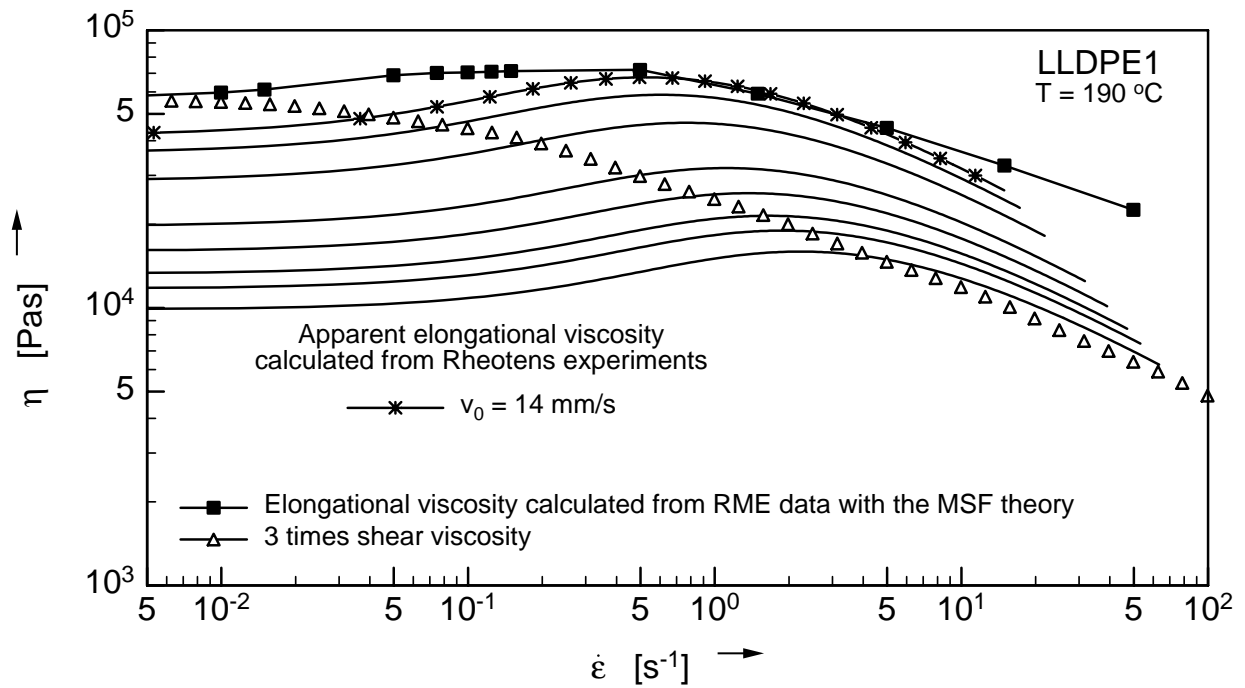 10⁵
5
10⁴
5
10³
η [Pas]
LLDPE1
T = 190 ºC
Apparent elongational viscosity
calculated from Rheotens experiments
v₀ = 14 mm/s
Elongational viscosity calculated from RME data with the MSF theory
3 times shear viscosity
5 10⁻² 5 10⁻¹ 5 10⁰ 5 10¹ 5 10²
ε̇ [s⁻¹]